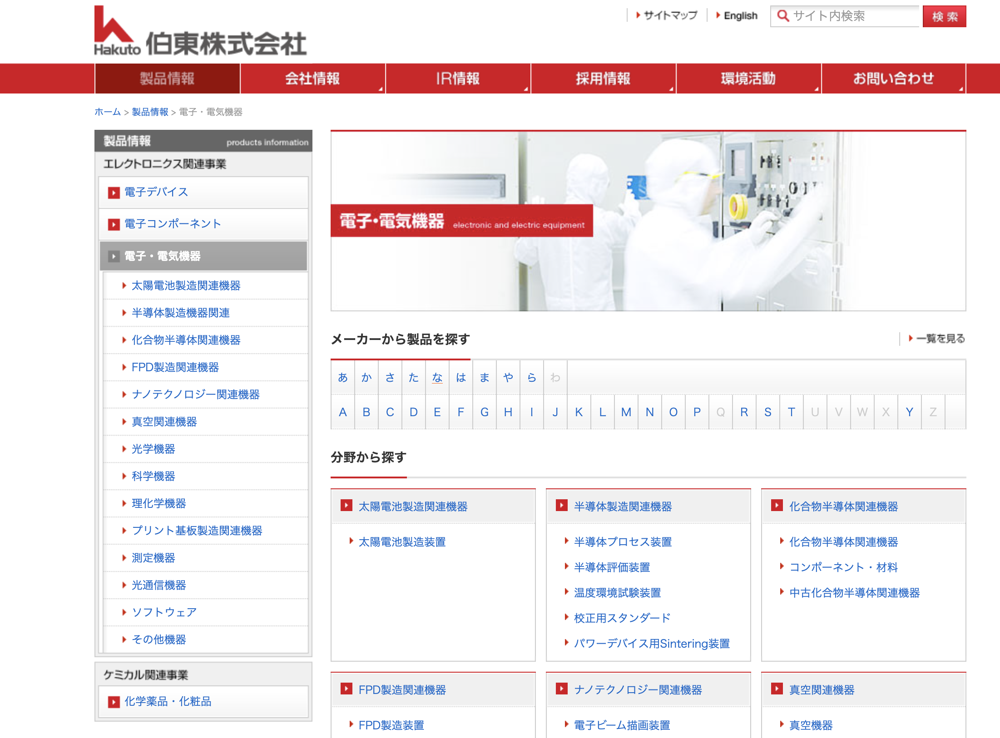 Hakuto 伯東株式会社
サイトマップ
English
サイト内検索
検索
製品情報
会社情報
IR情報
採用情報
環境活動
お問い合わせ
ホーム > 製品情報 > 電子・電気機器
製品情報 products information
エレクトロニクス関連事業
電子デバイス
電子コンポーネント
電子・電気機器
太陽電池製造関連機器
半導体製造機器関連
化合物半導体関連機器
FPD製造関連機器
ナノテクノロジー関連機器
真空関連機器
光学機器
科学機器
理化学機器
プリント基板製造関連機器
測定機器
光通信機器
ソフトウェア
その他機器
ケミカル関連事業
化学薬品・化粧品
電子・電気機器 electronic and electric equipment
メーカーから製品を探す
一覧を見る
あ か さ た な は ま や ら わ
A B C D E F G H I J K L M N O P Q R S T U V W X Y Z
分野から探す
太陽電池製造関連機器
太陽電池製造装置
半導体製造関連機器
半導体プロセス装置
半導体評価装置
温度環境試験装置
校正用スタンダード
パワーデバイス用Sintering装置
化合物半導体関連機器
化合物半導体関連機器
コンポーネント・材料
中古化合物半導体関連機器
FPD製造関連機器
FPD製造装置
ナノテクノロジー関連機器
電子ビーム描画装置
真空関連機器
真空機器